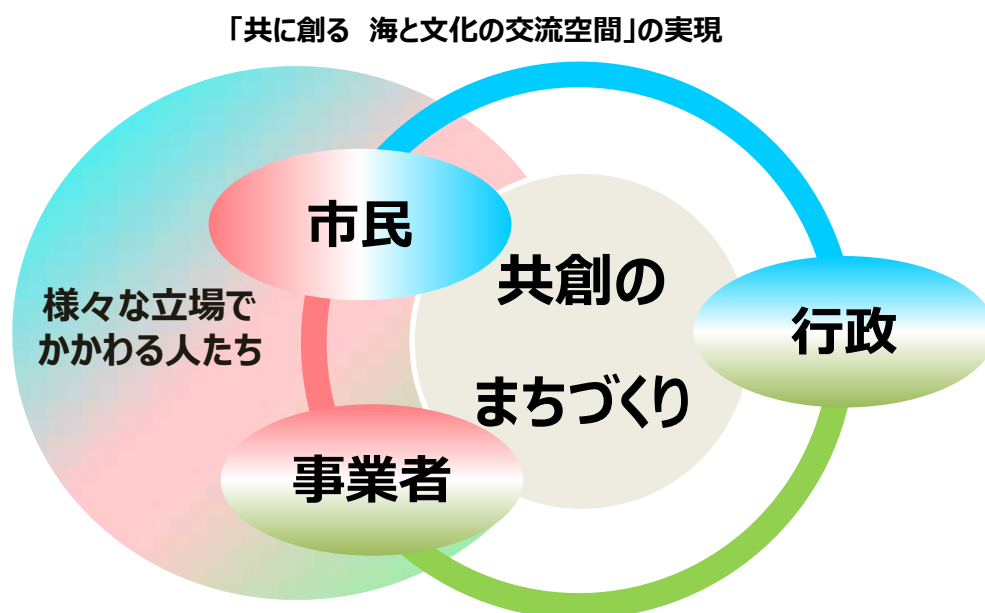 「共に創る　海と文化の交流空間」の実現
市民
様々な立場で
かかわる人たち
共創の
まちづくり
行政
事業者